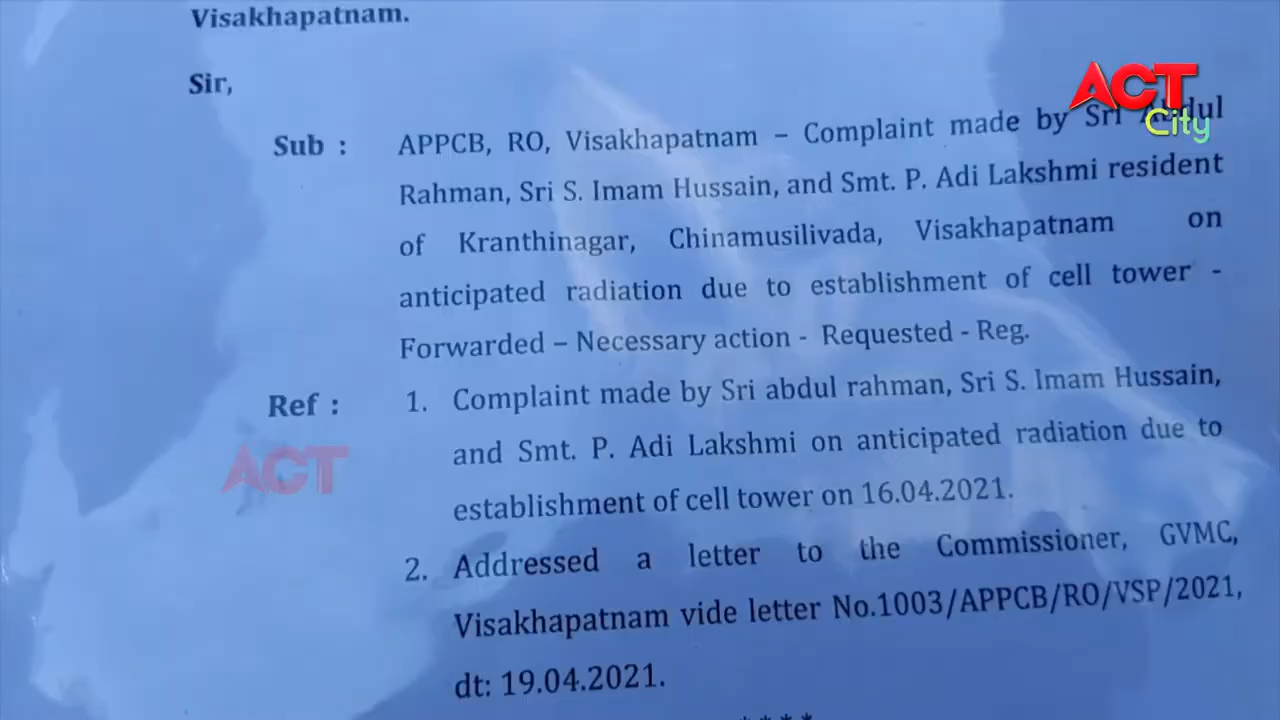 Visakhapatnam.
Sir,
Sub : APPCB, RO, Visakhapatnam – Complaint made by Sri Abdul
Rahman, Sri S. Imam Hussain, and Smt. P. Adi Lakshmi resident
of Kranthinagar, Chinamusilivada, Visakhapatnam on
anticipated radiation due to establishment of cell tower -
Forwarded – Necessary action - Requested - Reg.
Ref : 1. Complaint made by Sri abdul rahman, Sri S. Imam Hussain,
and Smt. P. Adi Lakshmi on anticipated radiation due to
establishment of cell tower on 16.04.2021.
2. Addressed a letter to the Commissioner, GVMC,
Visakhapatnam vide letter No.1003/APPCB/RO/VSP/2021,
dt: 19.04.2021.
****
ACT
City
ACT